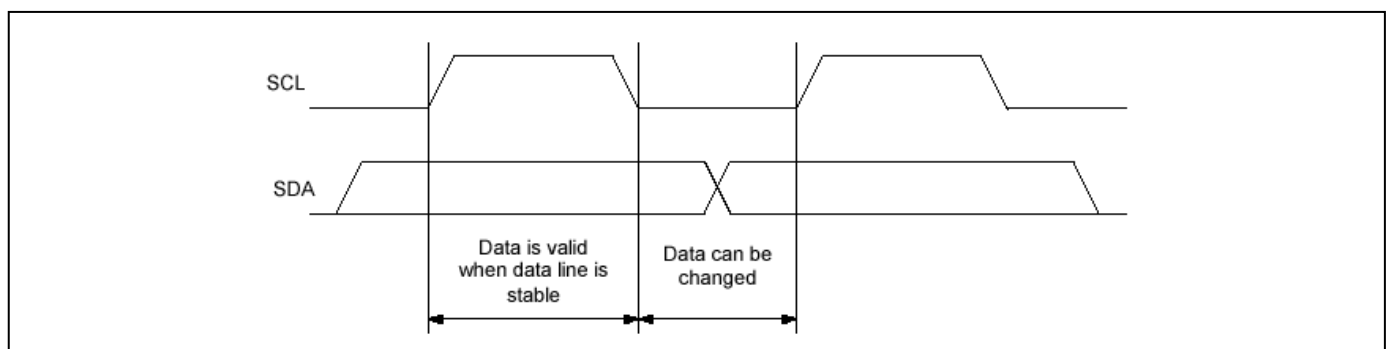 SCL
SDA
Data is valid
when data line is
stable
Data can be
changed